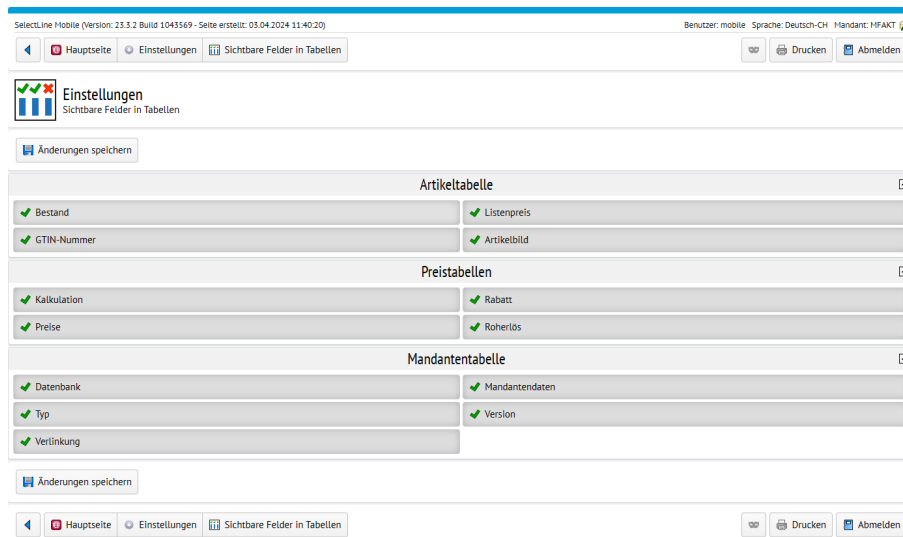 SelectLine Mobile (Version: 23.3.2 Build 1043569 - Seite erstellt: 03.04.2024 11:40:20) Benutzer: mobile Sprache: Deutsch-CH Mandant: MFAKT
Hauptseite Einstellungen Sichtbare Felder in Tabellen Drucken Abmelden
Einstellungen
Sichtbare Felder in Tabellen
Änderungen speichern
Artikeltabelle
Bestand Listenpreis
GTIN-Nummer Artikelbild
Preistabellen
Kalkulation Rabatt
Preise Roherlös
Mandantentabelle
Datenbank Mandantendaten
Typ Version
Verlinkung
Änderungen speichern
Hauptseite Einstellungen Sichtbare Felder in Tabellen Drucken Abmelden